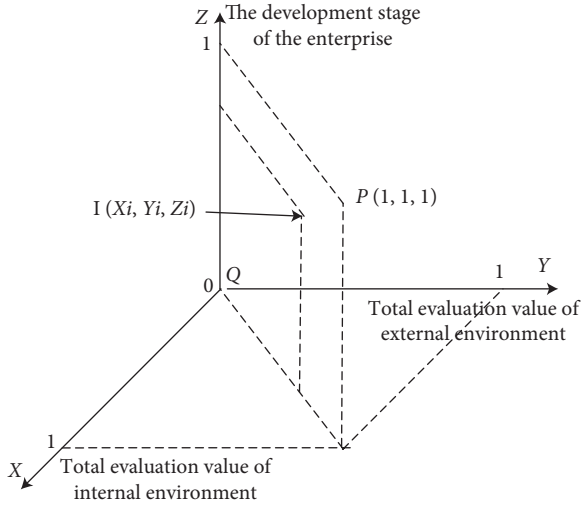 Z
The development stage
of the enterprise
1
I (Xi, Yi, Zi)
P (1, 1, 1)
0
Q
1
Y
Total evaluation value of
external environment
1
X
Total evaluation value of
internal environment